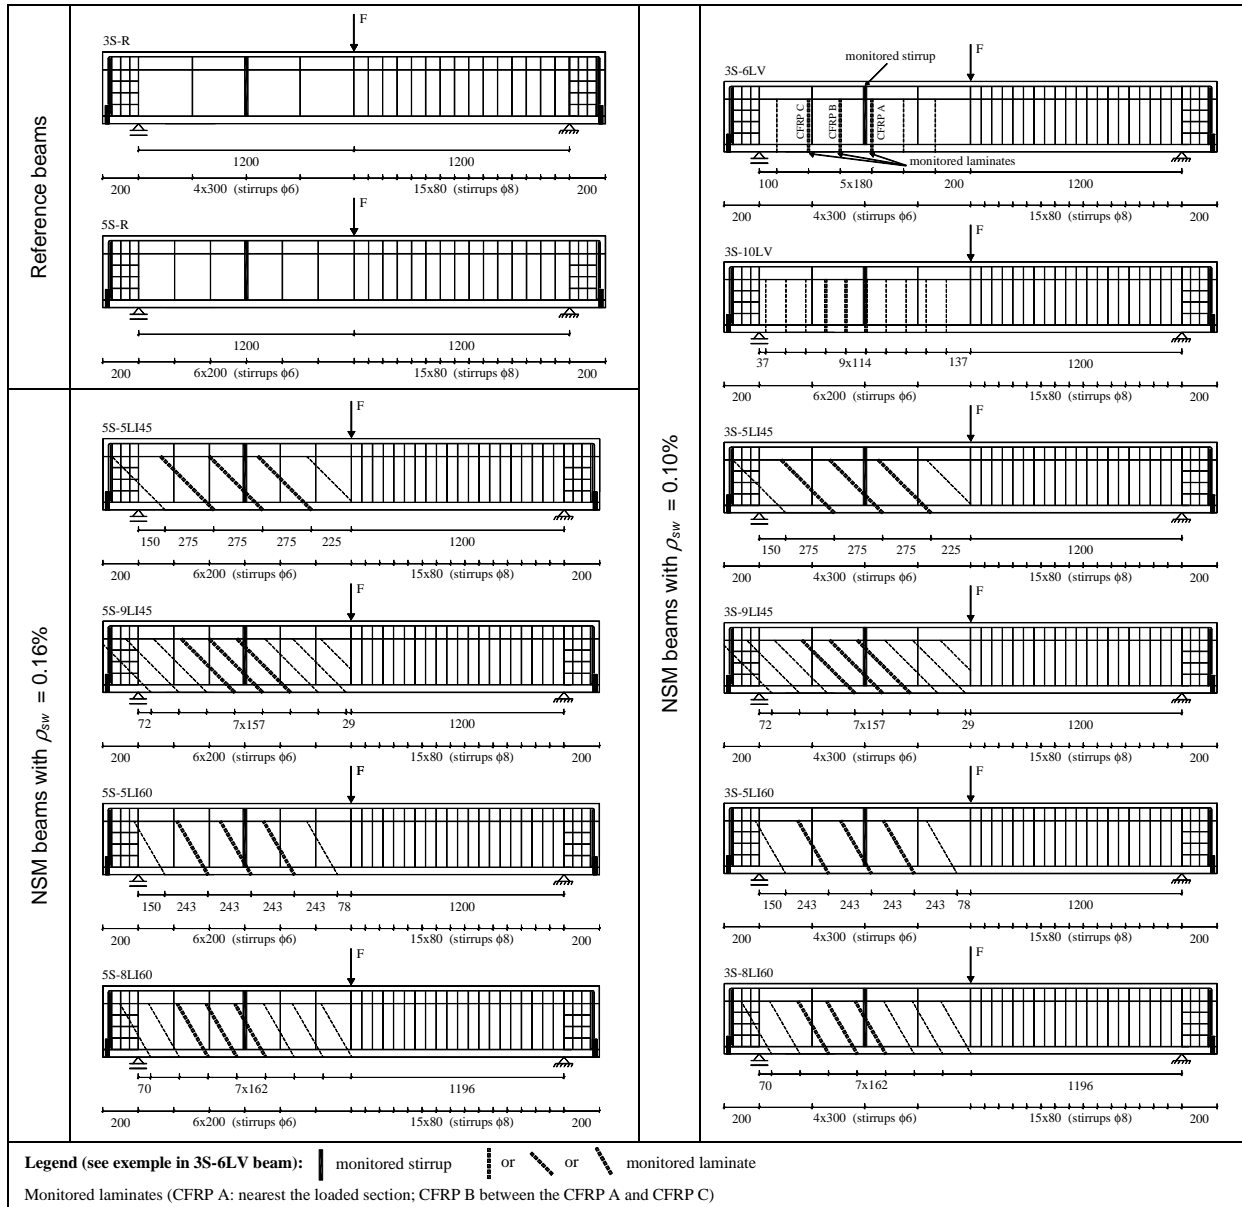 Reference beams
3S-R
F
1200 1200
200 4x300 (stirrups ϕ6) 15x80 (stirrups ϕ8) 200
5S-R
F
1200 1200
200 6x200 (stirrups ϕ6) 15x80 (stirrups ϕ8) 200
NSM beams with ρsw = 0.16%
5S-5LI45
F
150 275 275 275 225 1200
200 6x200 (stirrups ϕ6) 15x80 (stirrups ϕ8) 200
5S-9LI45
F
72 7x157 29 1200
200 6x200 (stirrups ϕ6) 15x80 (stirrups ϕ8) 200
5S-5LI60
F
150 243 243 243 243 78 1200
200 6x200 (stirrups ϕ6) 15x80 (stirrups ϕ8) 200
5S-8LI60
F
70 7x162 1196
200 6x200 (stirrups ϕ6) 15x80 (stirrups ϕ8) 200
NSM beams with ρsw = 0.10%
3S-6LV
monitored stirrup
F
CFRP C
CFRP B
CFRP A
monitored laminates
100 5x180 200 1200
200 4x300 (stirrups ϕ6) 15x80 (stirrups ϕ8) 200
3S-10LV
F
37 9x114 137 1200
200 6x200 (stirrups ϕ6) 15x80 (stirrups ϕ8) 200
3S-5LI45
F
150 275 275 275 225 1200
200 4x300 (stirrups ϕ6) 15x80 (stirrups ϕ8) 200
3S-9LI45
F
72 7x157 29 1200
200 4x300 (stirrups ϕ6) 15x80 (stirrups ϕ8) 200
3S-5LI60
F
150 243 243 243 243 78 1200
200 4x300 (stirrups ϕ6) 15x80 (stirrups ϕ8) 200
3S-8LI60
F
70 7x162 1196
200 4x300 (stirrups ϕ6) 15x80 (stirrups ϕ8) 200
Legend (see exemple in 3S-6LV beam): monitored stirrup or or monitored laminate
Monitored laminates (CFRP A: nearest the loaded section; CFRP B between the CFRP A and CFRP C)